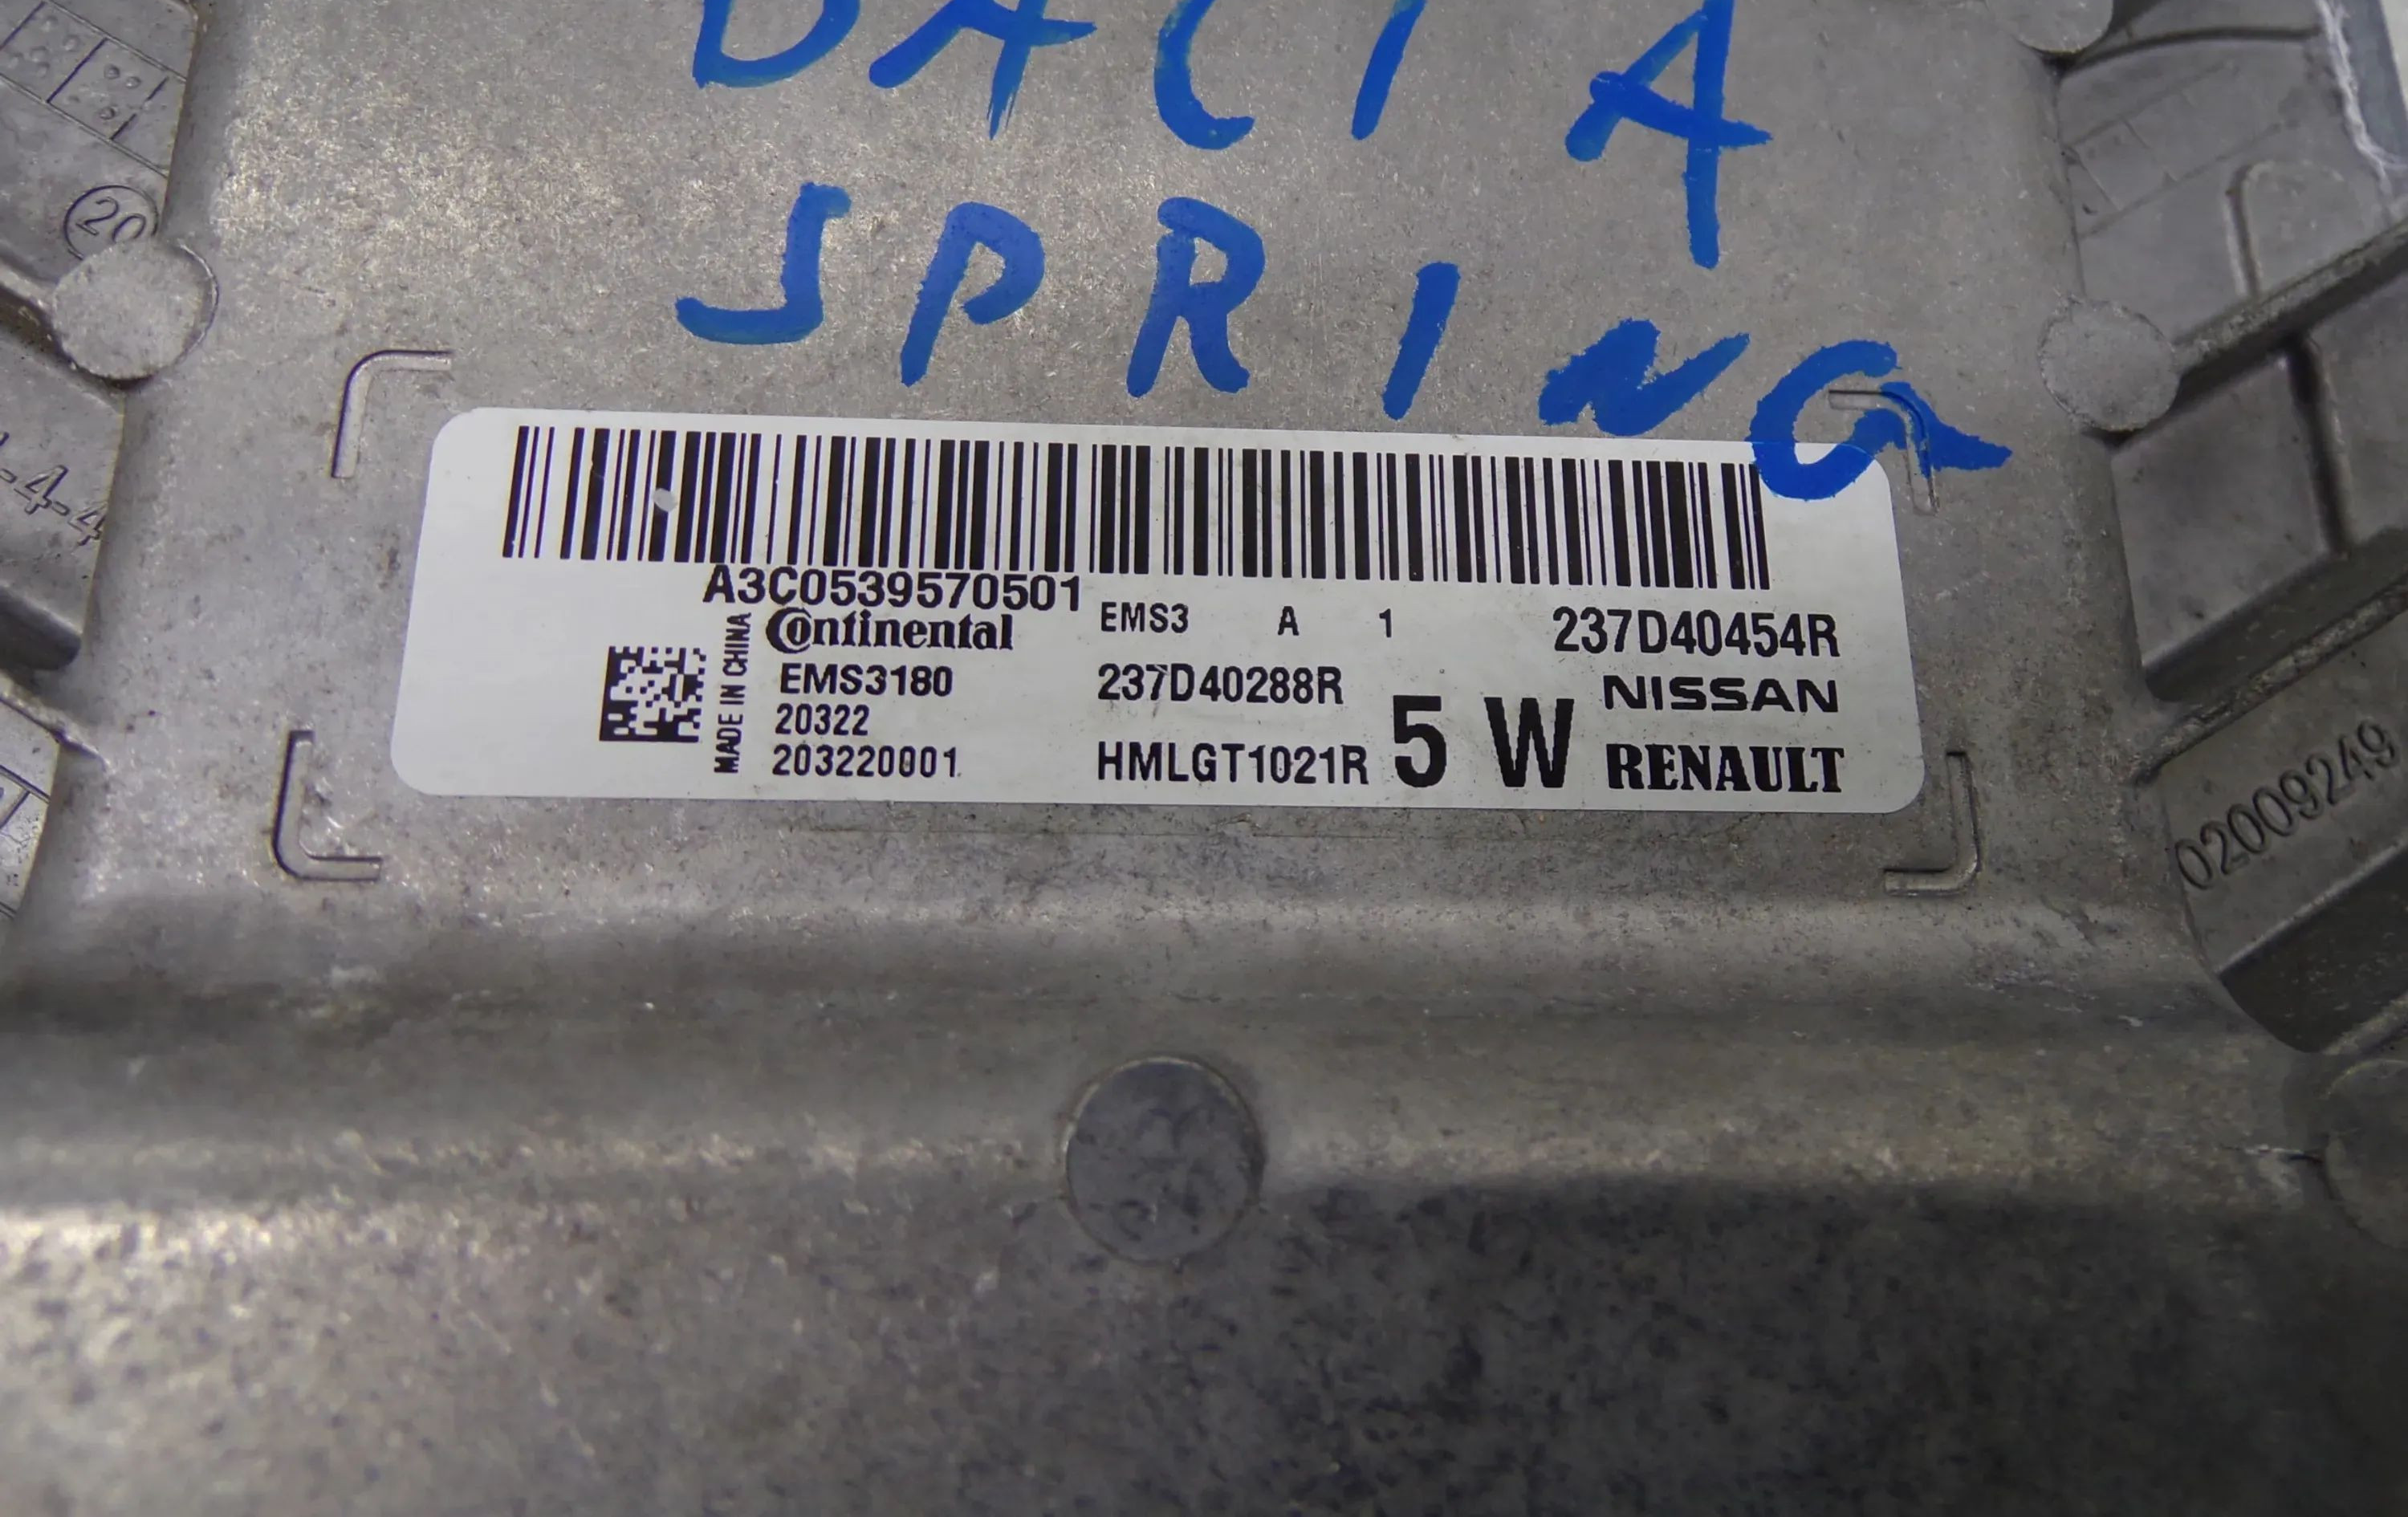 DACIA
SPRING
20
A3C0539570501
EMS3 A 1
237D40454R
MADE IN CHINA
Continental
EMS3180
237D40288R
NISSAN
20322
203220001
HMLGT1021R
5 W
RENAULT
02009249